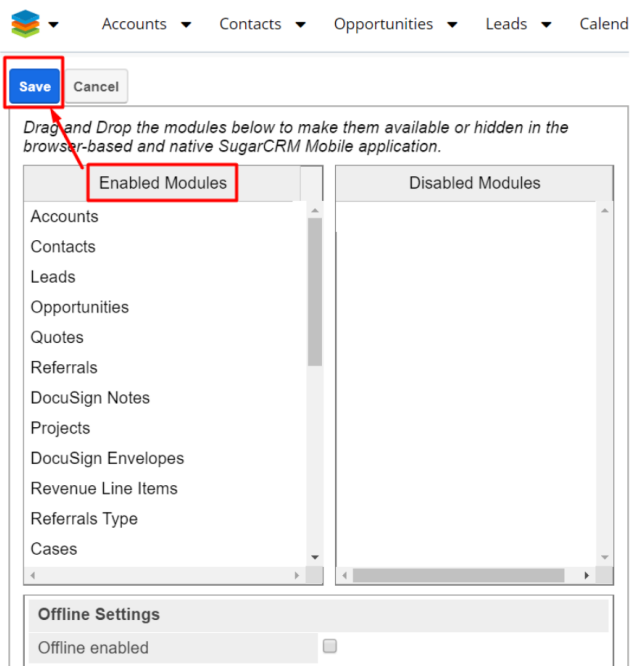 Accounts Contacts Opportunities Leads Calend
Save Cancel
Drag and Drop the modules below to make them available or hidden in the
browser-based and native SugarCRM Mobile application.
Enabled Modules Disabled Modules
Accounts
Contacts
Leads
Opportunities
Quotes
Referrals
DocuSign Notes
Projects
DocuSign Envelopes
Revenue Line Items
Referrals Type
Cases
Offline Settings
Offline enabled